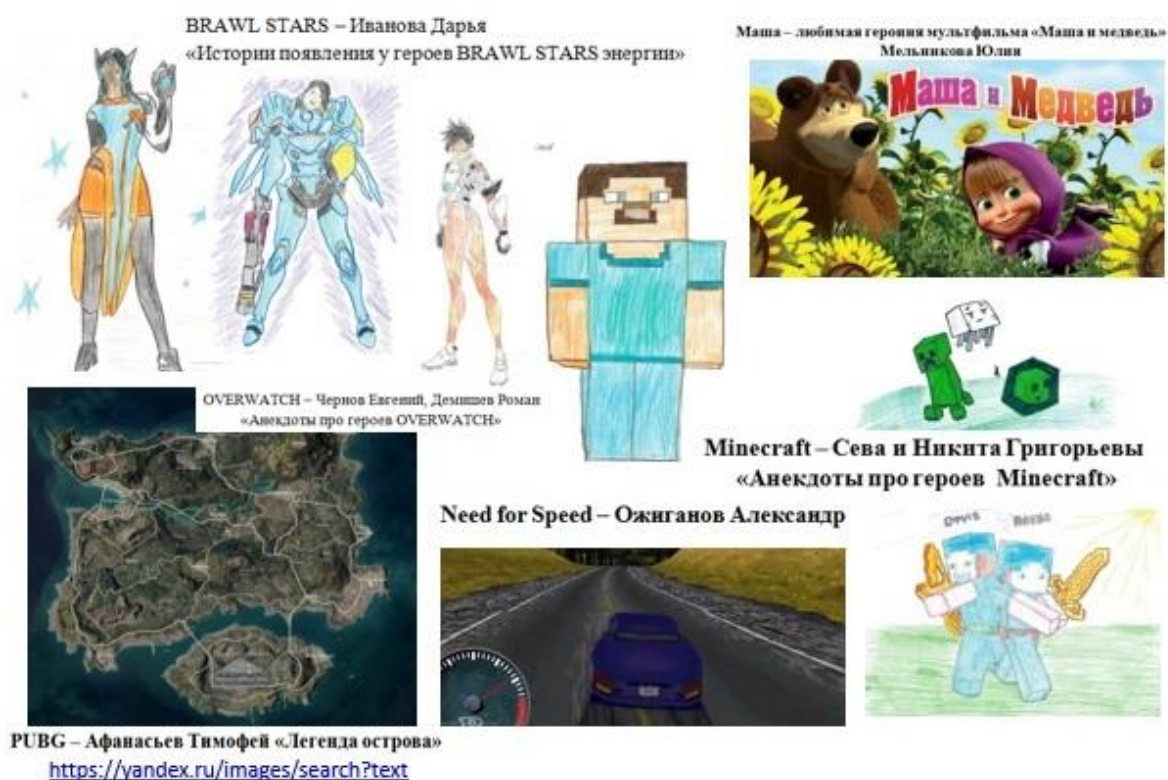 BRAWL STARS – Иванова Дарья
«Истории появления у героев BRAWL STARS энергии»
Маша – любимая героиня мультфильма «Маша и медведь»
Мельникова Юлия
Маша и Медведь
OVERWATCH – Чернов Евгений, Демишев Роман
«Анекдоты про героев OVERWATCH»
Minecraft – Сева и Никита Григорьевы
«Анекдоты про героев Minecraft»
Need for Speed – Ожиганов Александр
PUBG – Афанасьев Тимофей «Легенда острова»
https://yandex.ru/images/search?text